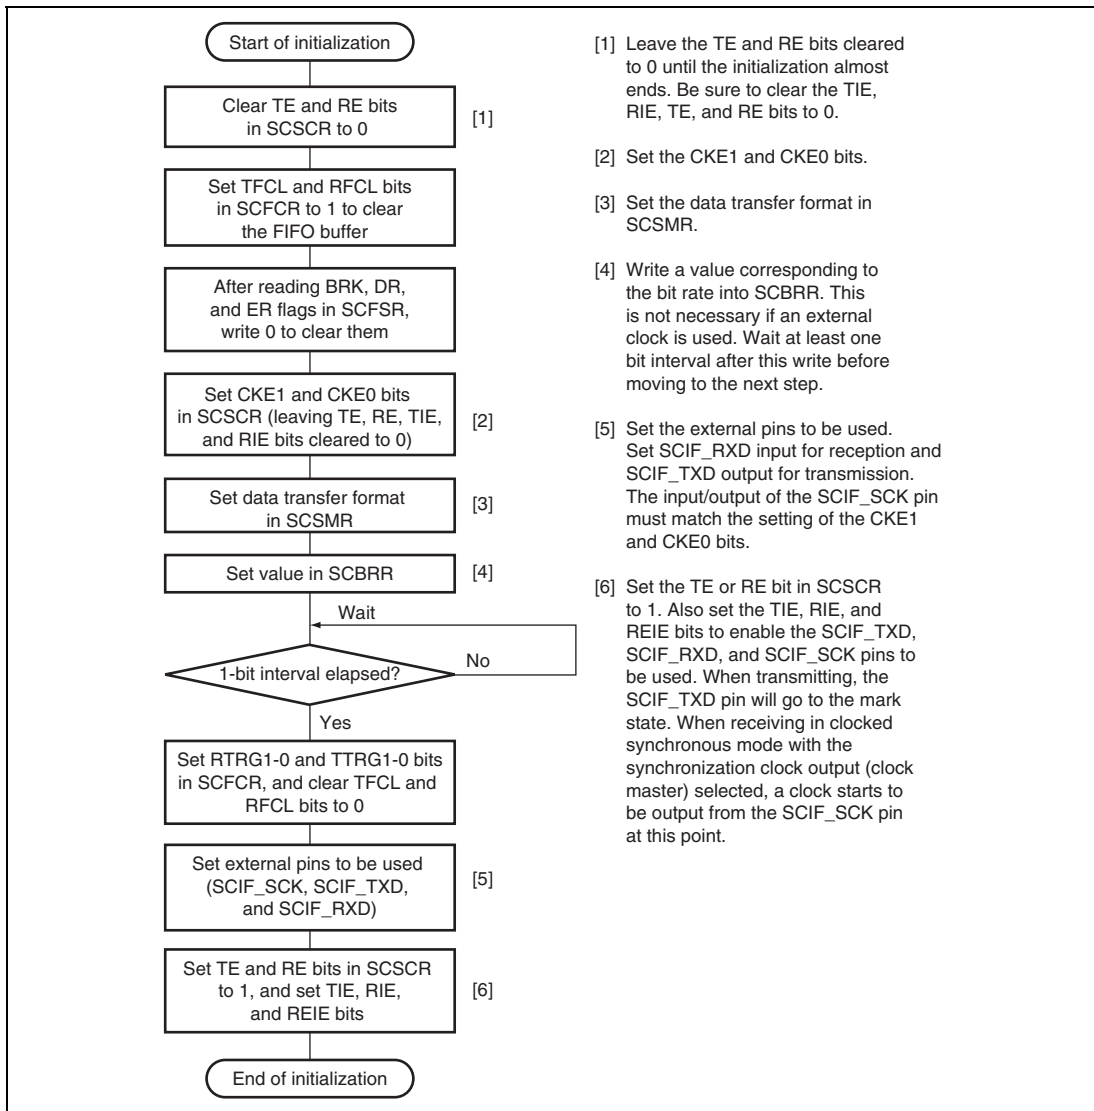 Start of initialization
Clear TE and RE bits
in SCSCR to 0
[1]
Set TFCL and RFCL bits
in SCFCR to 1 to clear
the FIFO buffer
After reading BRK, DR,
and ER flags in SCFSR,
write 0 to clear them
Set CKE1 and CKE0 bits
in SCSCR (leaving TE, RE, TIE,
and RIE bits cleared to 0)
[2]
Set data transfer format
in SCSMR
[3]
Set value in SCBRR
[4]
Wait
1-bit interval elapsed?
No
Yes
Set RTRG1-0 and TTRG1-0 bits
in SCFCR, and clear TFCL and
RFCL bits to 0
Set external pins to be used
(SCIF_SCK, SCIF_TXD,
and SCIF_RXD)
[5]
Set TE and RE bits in SCSCR
to 1, and set TIE, RIE,
and REIE bits
[6]
End of initialization
[1] Leave the TE and RE bits cleared
to 0 until the initialization almost
ends. Be sure to clear the TIE,
RIE, TE, and RE bits to 0.
[2] Set the CKE1 and CKE0 bits.
[3] Set the data transfer format in
SCSMR.
[4] Write a value corresponding to
the bit rate into SCBRR. This
is not necessary if an external
clock is used. Wait at least one
bit interval after this write before
moving to the next step.
[5] Set the external pins to be used.
Set SCIF_RXD input for reception and
SCIF_TXD output for transmission.
The input/output of the SCIF_SCK pin
must match the setting of the CKE1
and CKE0 bits.
[6] Set the TE or RE bit in SCSCR
to 1. Also set the TIE, RIE, and
REIE bits to enable the SCIF_TXD,
SCIF_RXD, and SCIF_SCK pins to
be used. When transmitting, the
SCIF_TXD pin will go to the mark
state. When receiving in clocked
synchronous mode with the
synchronization clock output (clock
master) selected, a clock starts to
be output from the SCIF_SCK pin
at this point.